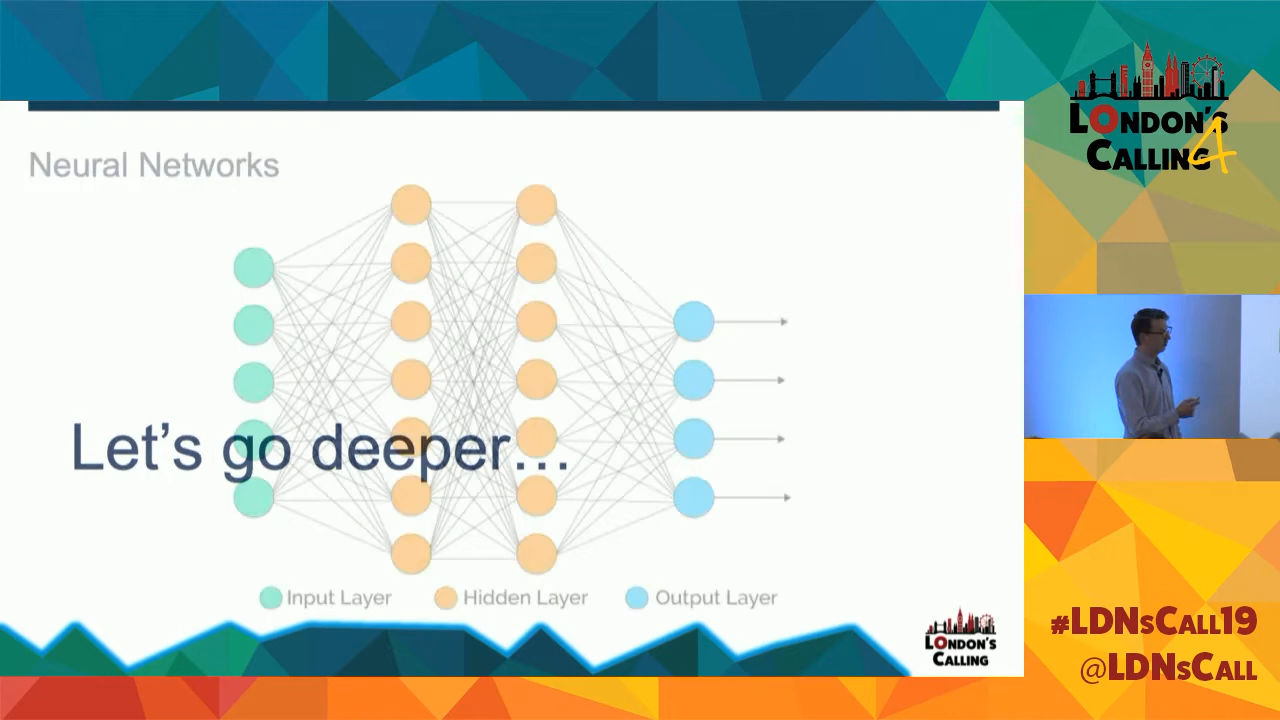 Neural Networks
Let's go deeper...
Input Layer
Hidden Layer
Output Layer
LONDON'S
CALLING
LONDON'S
CALLING 4
#LDNSCALL19
@LDNSCALL